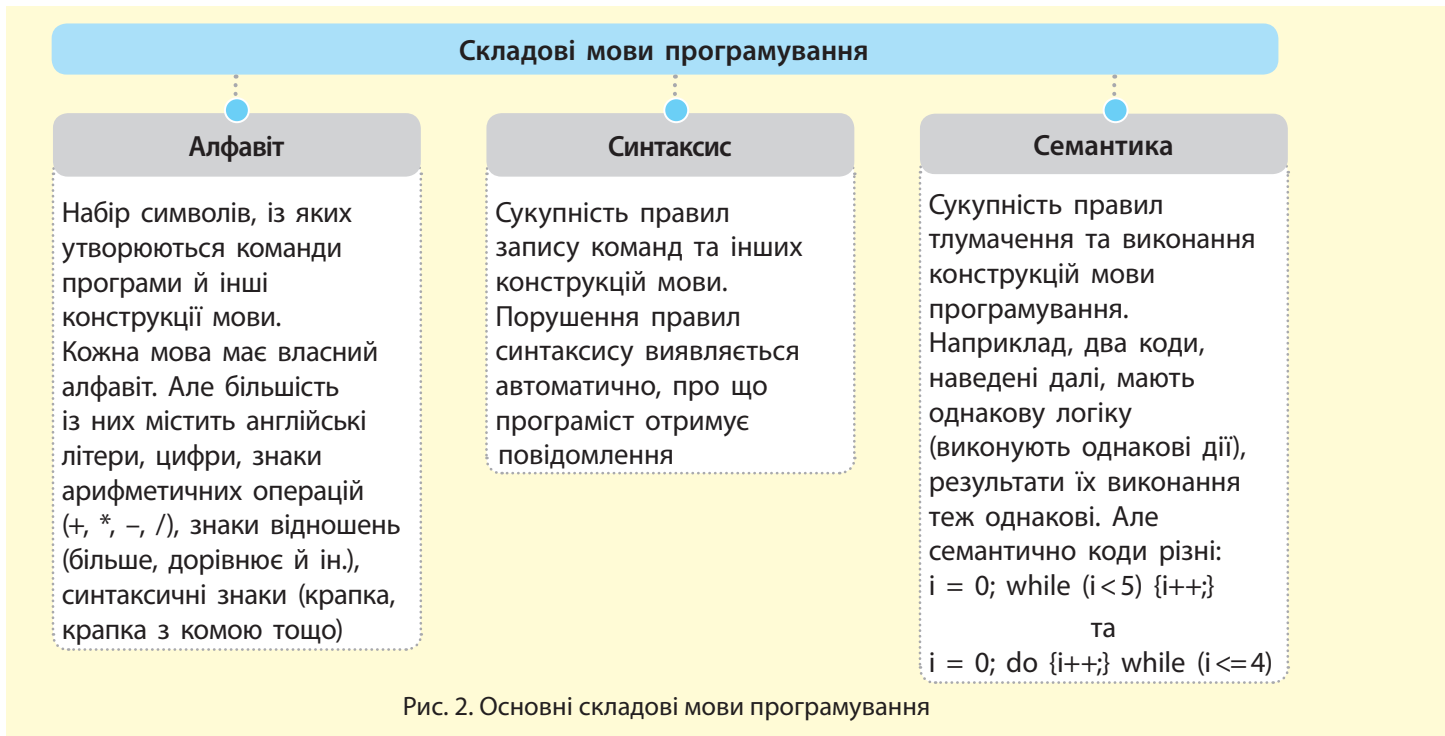 Складові мови програмування
Алфавіт
Набір символів, із яких
утворюються команди
програми й інші
конструкції мови.
Кожна мова має власний
алфавіт. Але більшість
із них містить англійські
літери, цифри, знаки
арифметичних операцій
(+, *, –, /), знаки відношень
(більше, дорівнює й ін.),
синтаксичні знаки (крапка,
крапка з комою тощо)
Синтаксис
Сукупність правил
запису команд та інших
конструкцій мови.
Порушення правил
синтаксису виявляється
автоматично, про що
програміст отримує
повідомлення
Семантика
Сукупність правил
тлумачення та виконання
конструкцій мови
програмування.
Наприклад, два коди,
наведені далі, мають
однакову логіку
(виконують однакові дії),
результати їх виконання
теж однакові. Але
семантично коди різні:
i = 0; while (i < 5) {i++;}
та
i = 0; do {i++;} while (i <= 4)
Рис. 2. Основні складові мови програмування